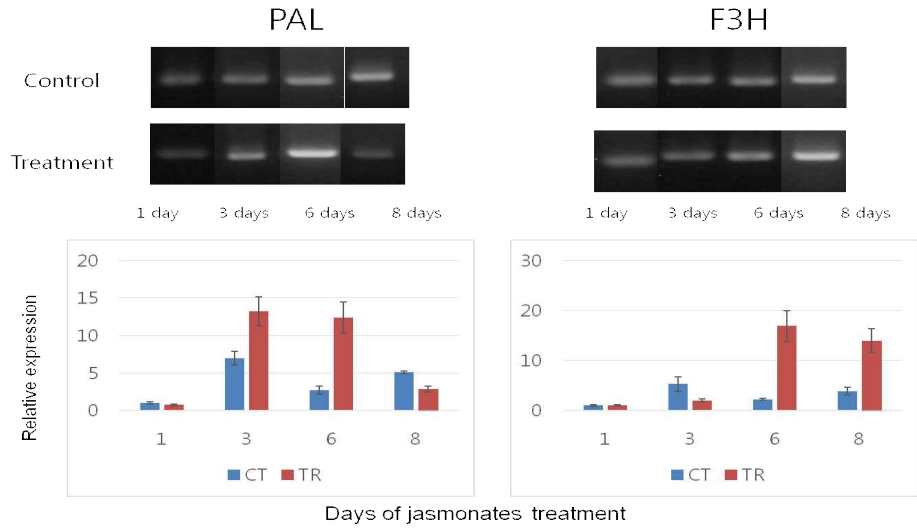 PAL
F3H
Control
Treatment
1 day 3 days 6 days 8 days
1 day 3 days 6 days 8 days
Relative expression
20
15
10
5
0
1 3 6 8
CT TR
30
20
10
0
1 3 6 8
CT TR
Days of jasmonates treatment